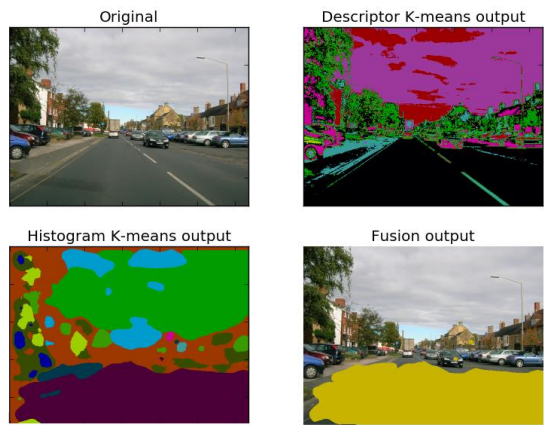 Original
Descriptor K-means output
Histogram K-means output
Fusion output